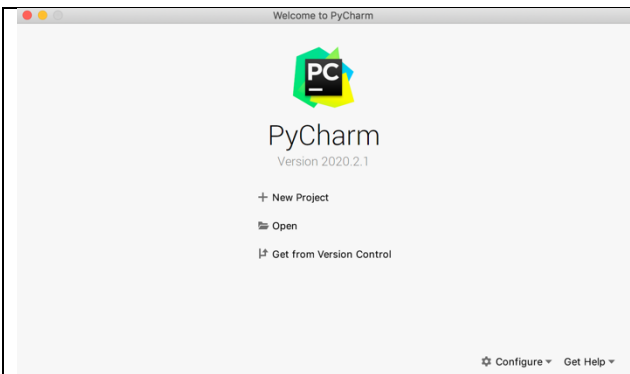 Welcome to PyCharm
PC
PyCharm
Version 2020.2.1
New Project
Open
Get from Version Control
Configure Get Help